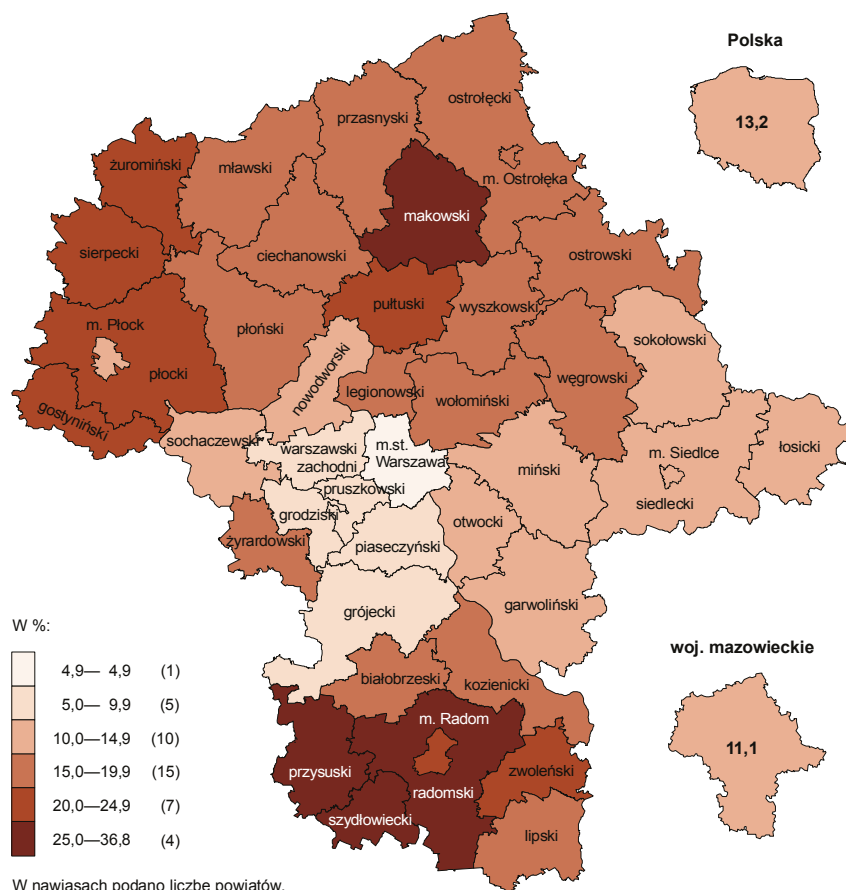 Polska
13,2
ostrołęcki
przasnyski
żuromiński
mławski
m. Ostrołęka
makowski
sierpecki
ciechanowski
ostrowski
pułtuski
wyszkowski
m. Płock
płoński
sokołowski
płocki
nowodworski
legionowski
wołomiński
węgrowski
gostyniński
sochaczewski
warszawski
zachodni
m.st.
Warszawa
miński
m. Siedlce
łosicki
pruszkowski
siedlecki
grodziski
otwocki
żyrardowski
piaseczyński
grójecki
garwoliński
W %:
4,9— 4,9 (1)
5,0— 9,9 (5)
10,0—14,9 (10)
15,0—19,9 (15)
20,0—24,9 (7)
25,0—36,8 (4)
woj. mazowieckie
11,1
białobrzeski
kozienicki
m. Radom
przysuski
zwoleński
radomski
szydłowiecki
lipski
W nawiasach podano liczbę powiatów.